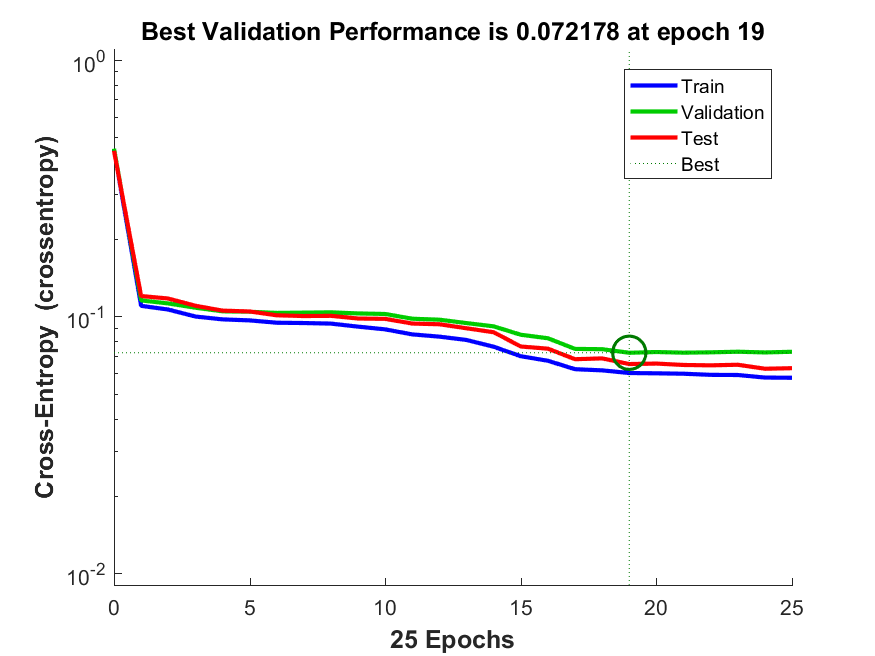 Best Validation Performance is 0.072178 at epoch 19
Cross-Entropy (crossentropy)
10^0
10^-1
10^-2
Train
Validation
Test
Best
0 5 10 15 20 25
25 Epochs